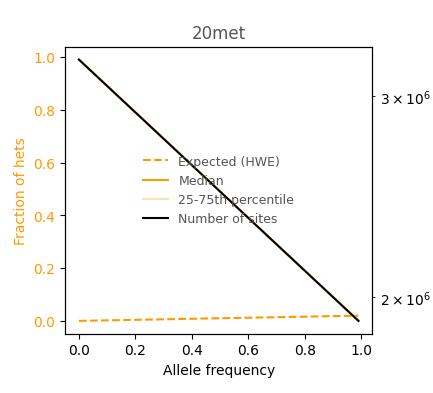 20met
1.0
0.8
0.6
0.4
0.2
0.0
Fraction of hets
Expected (HWE)
Median
25-75th percentile
Number of sites
3 × 10⁶
2 × 10⁶
0.0 0.2 0.4 0.6 0.8 1.0
Allele frequency